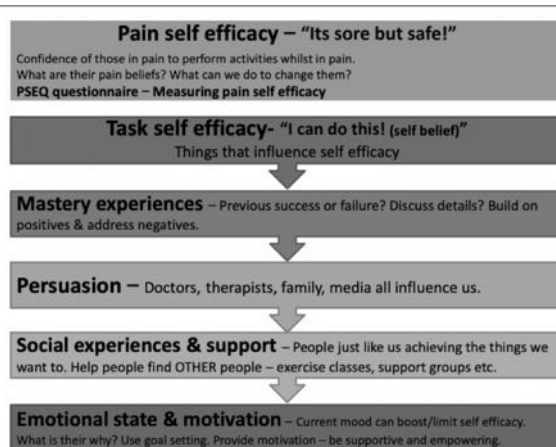 Pain self efficacy – “Its sore but safe!”
Confidence of those in pain to perform activities whilst in pain.
What are their pain beliefs? What can we do to change them?
PSEQ questionnaire – Measuring pain self efficacy
Task self efficacy- “I can do this! (self belief)”
Things that influence self efficacy
Mastery experiences – Previous success or failure? Discuss details? Build on
positives & address negatives.
Persuasion – Doctors, therapists, family, media all influence us.
Social experiences & support – People just like us achieving the things we
want to. Help people find OTHER people – exercise classes, support groups etc.
Emotional state & motivation – Current mood can boost/limit self efficacy.
What is their why? Use goal setting. Provide motivation – be supportive and empowering.